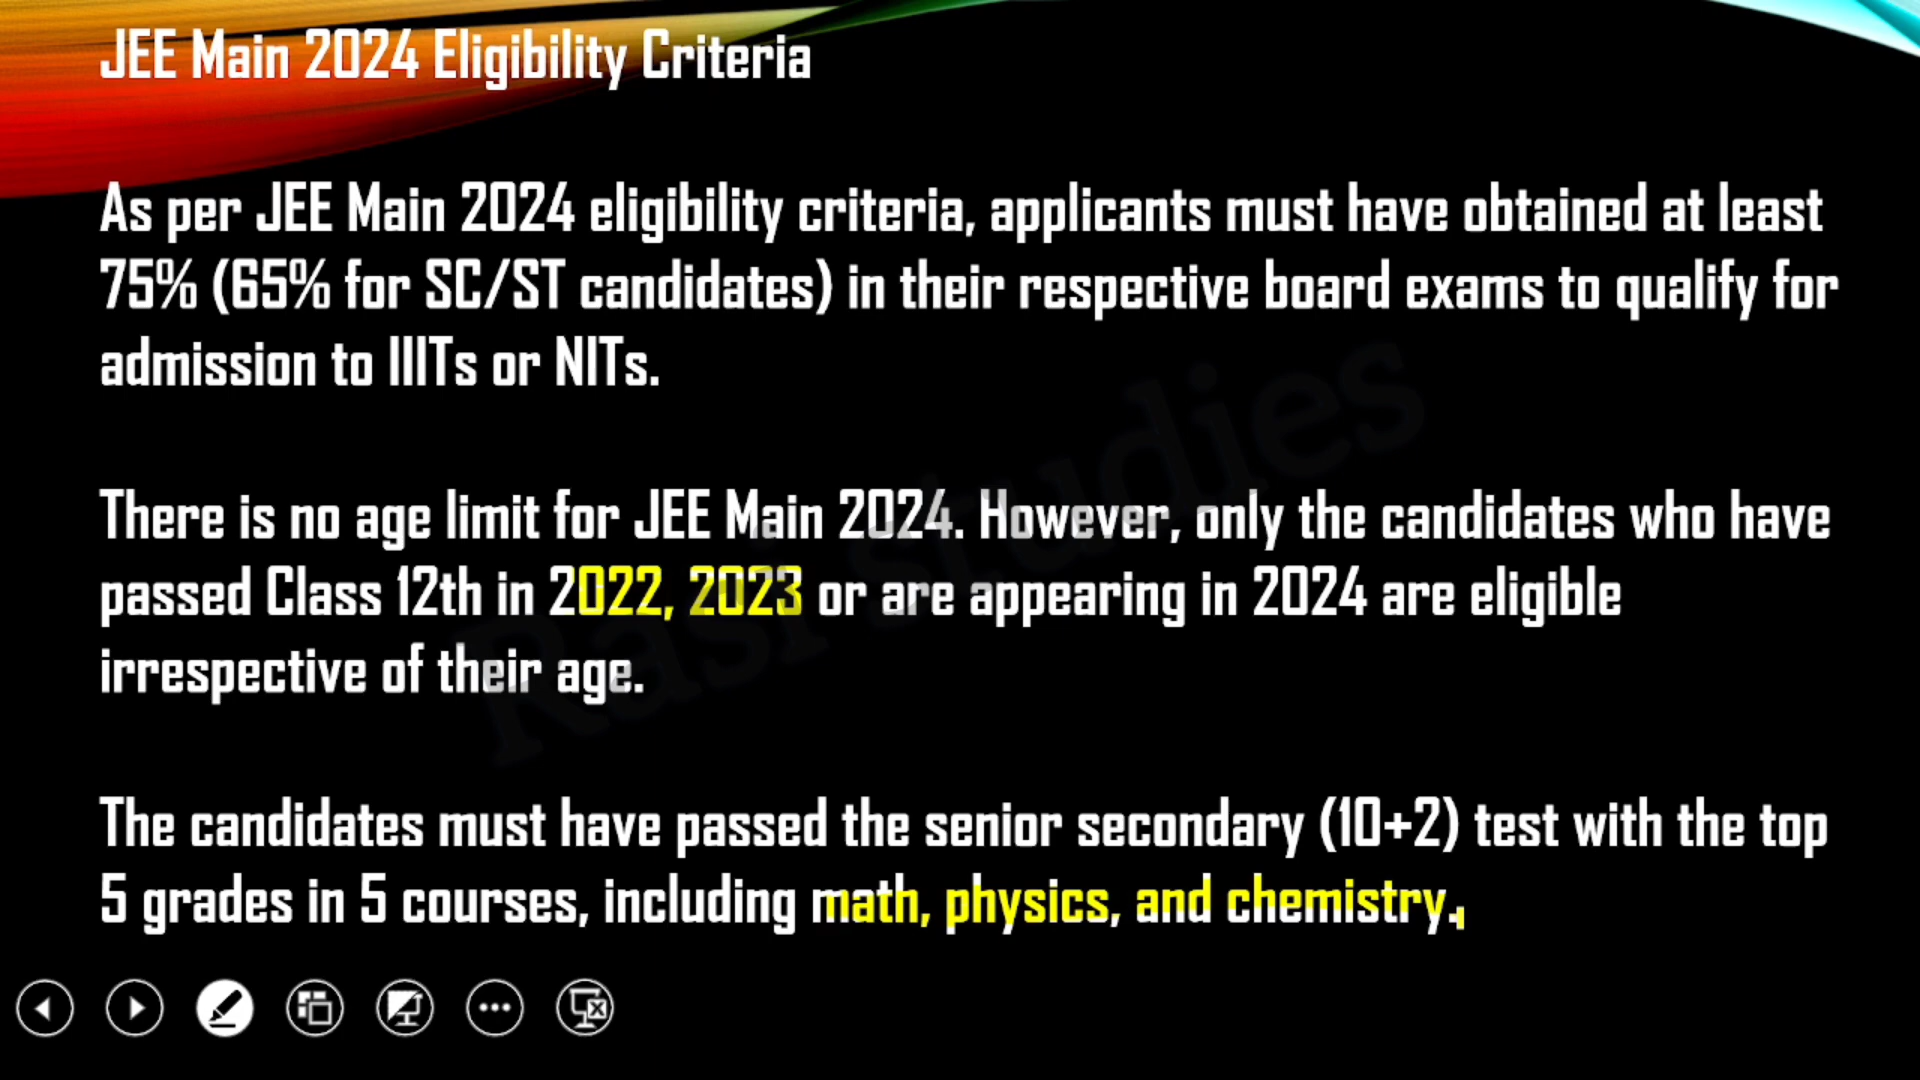 JEE Main 2024 Eligibility Criteria
As per JEE Main 2024 eligibility criteria, applicants must have obtained at least
75% (65% for SC/ST candidates) in their respective board exams to qualify for
admission to IIITs or NITs.
There is no age limit for JEE Main 2024. However, only the candidates who have
passed Class 12th in 2022, 2023 or are appearing in 2024 are eligible
irrespective of their age.
The candidates must have passed the senior secondary (10+2) test with the top
5 grades in 5 courses, including math, physics, and chemistry.
Rasi studies